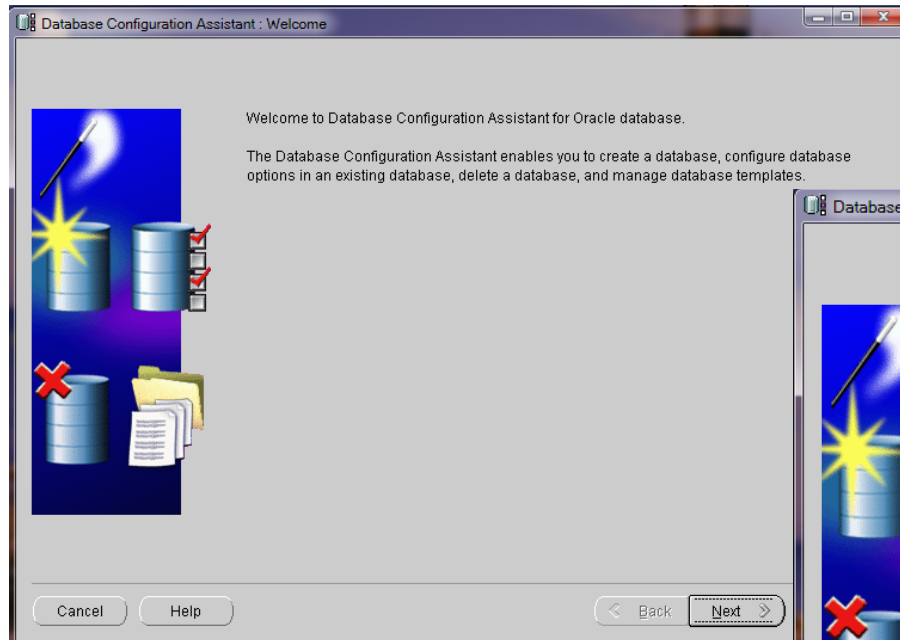 Database Configuration Assistant : Welcome
Welcome to Database Configuration Assistant for Oracle database.
The Database Configuration Assistant enables you to create a database, configure database
options in an existing database, delete a database, and manage database templates.
Database
Cancel
Help
Back
Next